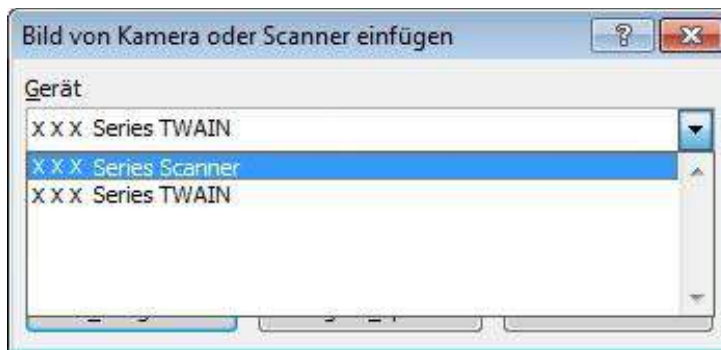 Bild von Kamera oder Scanner einfügen
Gerät
X X X Series TWAIN
X X X Series Scanner
X X X Series TWAIN